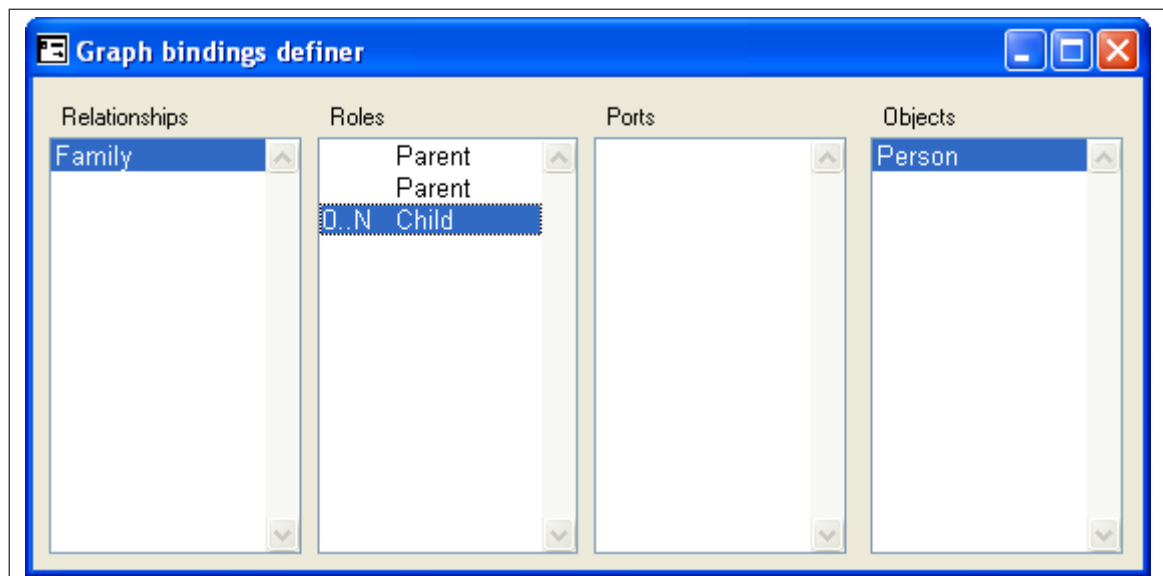 Graph bindings definer
Relationships Roles Ports Objects
Family Parent Person
Parent
0..N Child